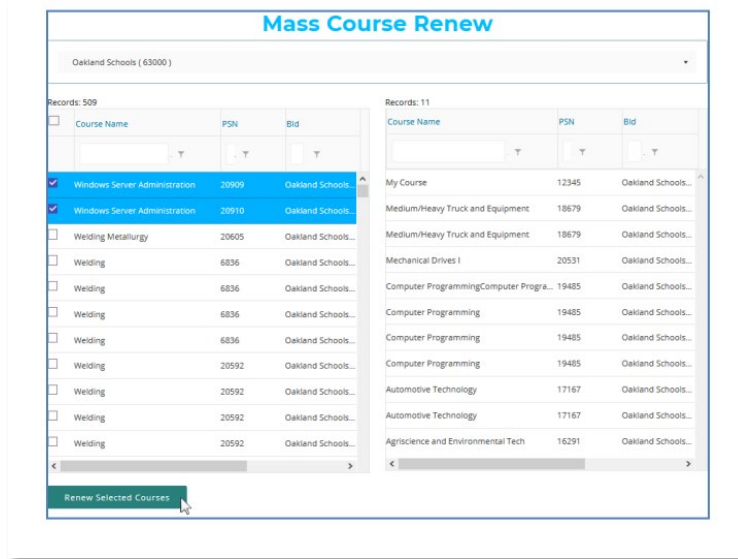 Mass Course Renew
Oakland Schools ( 63000 )
Records: 509
Course Name PSN Bld
Windows Server Administration 20909 Oakland Schools...
Windows Server Administration 20910 Oakland Schools...
Welding Metallurgy 20605 Oakland Schools...
Welding 6836 Oakland Schools...
Welding 6836 Oakland Schools...
Welding 6836 Oakland Schools...
Welding 6836 Oakland Schools...
Welding 20592 Oakland Schools...
Welding 20592 Oakland Schools...
Welding 20592 Oakland Schools...
Welding 20592 Oakland Schools...
Records: 11
Course Name PSN Bld
My Course 12345 Oakland Schools...
Medium/Heavy Truck and Equipment 18679 Oakland Schools...
Medium/Heavy Truck and Equipment 18679 Oakland Schools...
Mechanical Drives I 20531 Oakland Schools...
Computer ProgrammingComputer Progra... 19485 Oakland Schools...
Computer Programming 19485 Oakland Schools...
Computer Programming 19485 Oakland Schools...
Computer Programming 19485 Oakland Schools...
Automotive Technology 17167 Oakland Schools...
Automotive Technology 17167 Oakland Schools...
Agriscience and Environmental Tech 16291 Oakland Schools...
Renew Selected Courses